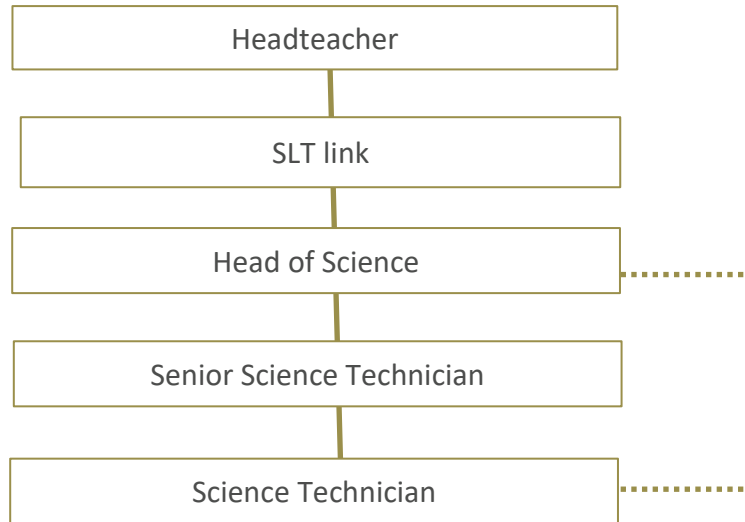 Headteacher
SLT link
Head of Science
Senior Science Technician
Science Technician